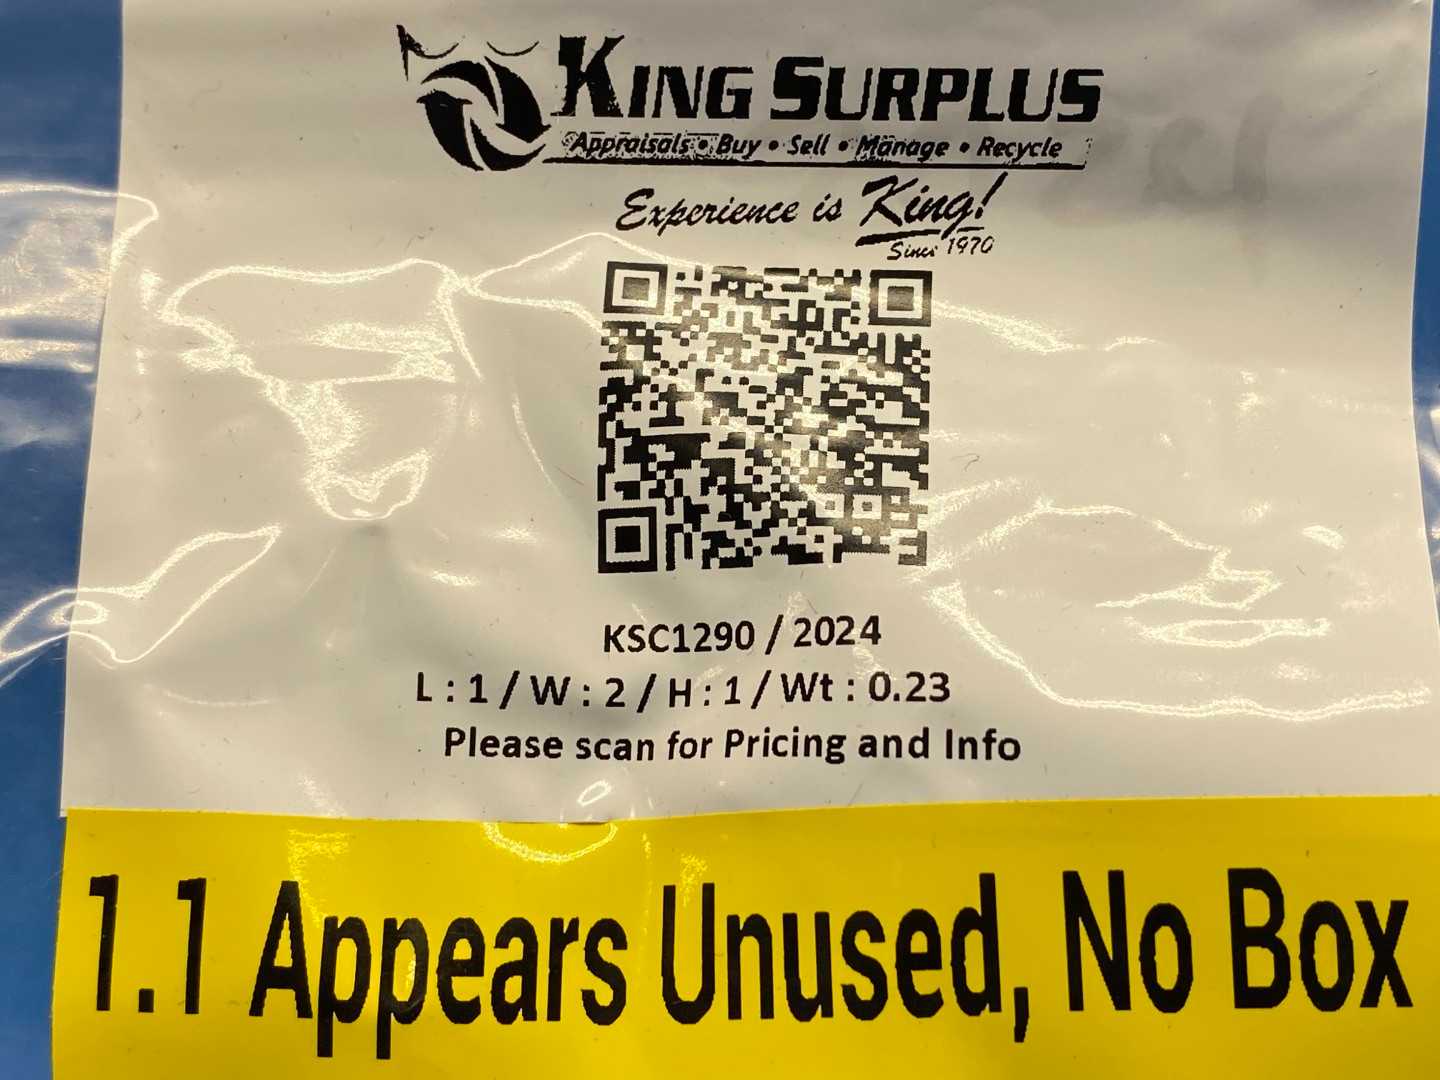 KING SURPLUS
Appraisals • Buy • Sell • Manage • Recycle
Experience is King!
Since 1970
KSC1290 / 2024
L : 1 / W : 2 / H : 1 / Wt : 0.23
Please scan for Pricing and Info
1.1 Appears Unused, No Box